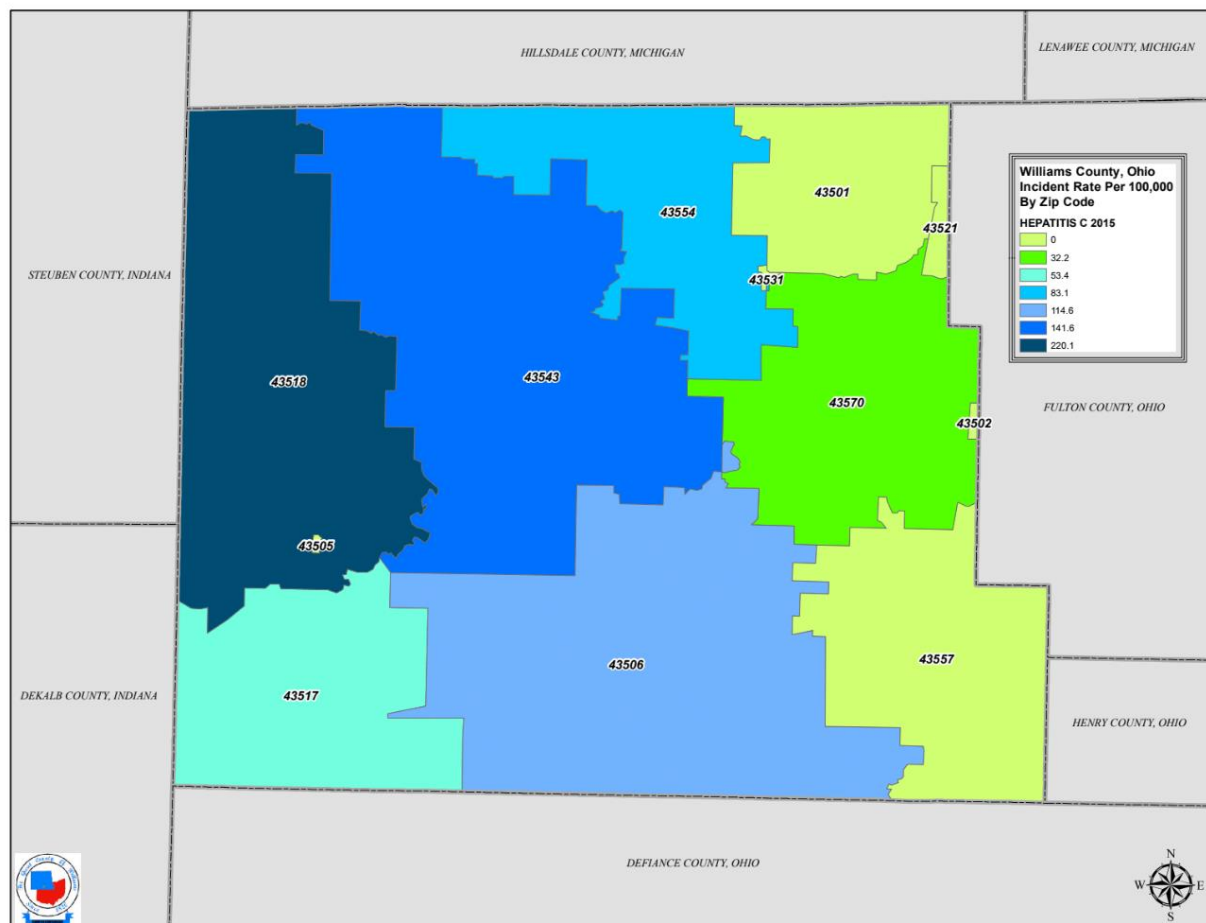 HILLSDALE COUNTY, MICHIGAN
LENAWEE COUNTY, MICHIGAN
Williams County, Ohio
Incident Rate Per 100,000
By Zip Code
HEPATITIS C 2015
0
32.2
53.4
83.1
114.6
141.6
220.1
43501
43554
43521
STEUBEN COUNTY, INDIANA
43531
43518
43543
43570
FULTON COUNTY, OHIO
43502
43505
43506
43557
43517
DEKALB COUNTY, INDIANA
HENRY COUNTY, OHIO
DEFIANCE COUNTY, OHIO
N
W
E
S